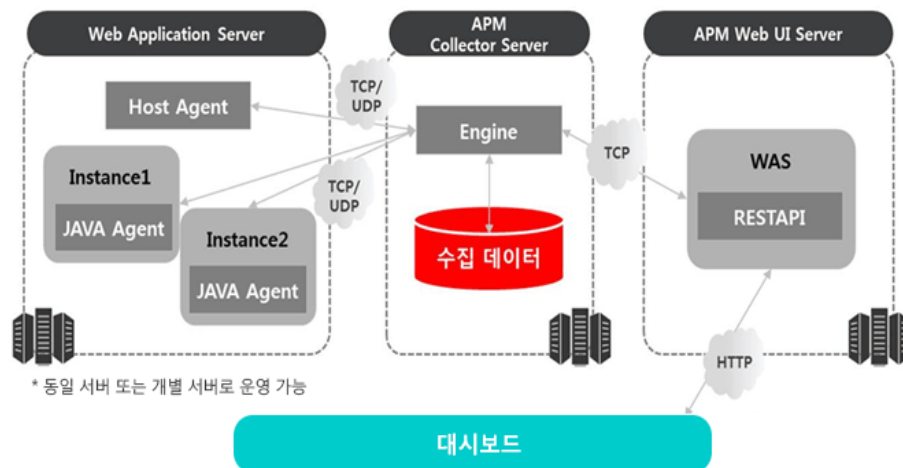 Web Application Server
APM
Collector Server
APM Web UI Server
Host Agent
TCP/
UDP
Engine
TCP
WAS
RESTAPI
Instance1
JAVA Agent
TCP/
UDP
Instance2
JAVA Agent
수집 데이터
HTTP
* 동일 서버 또는 개별 서버로 운영 가능
대시보드